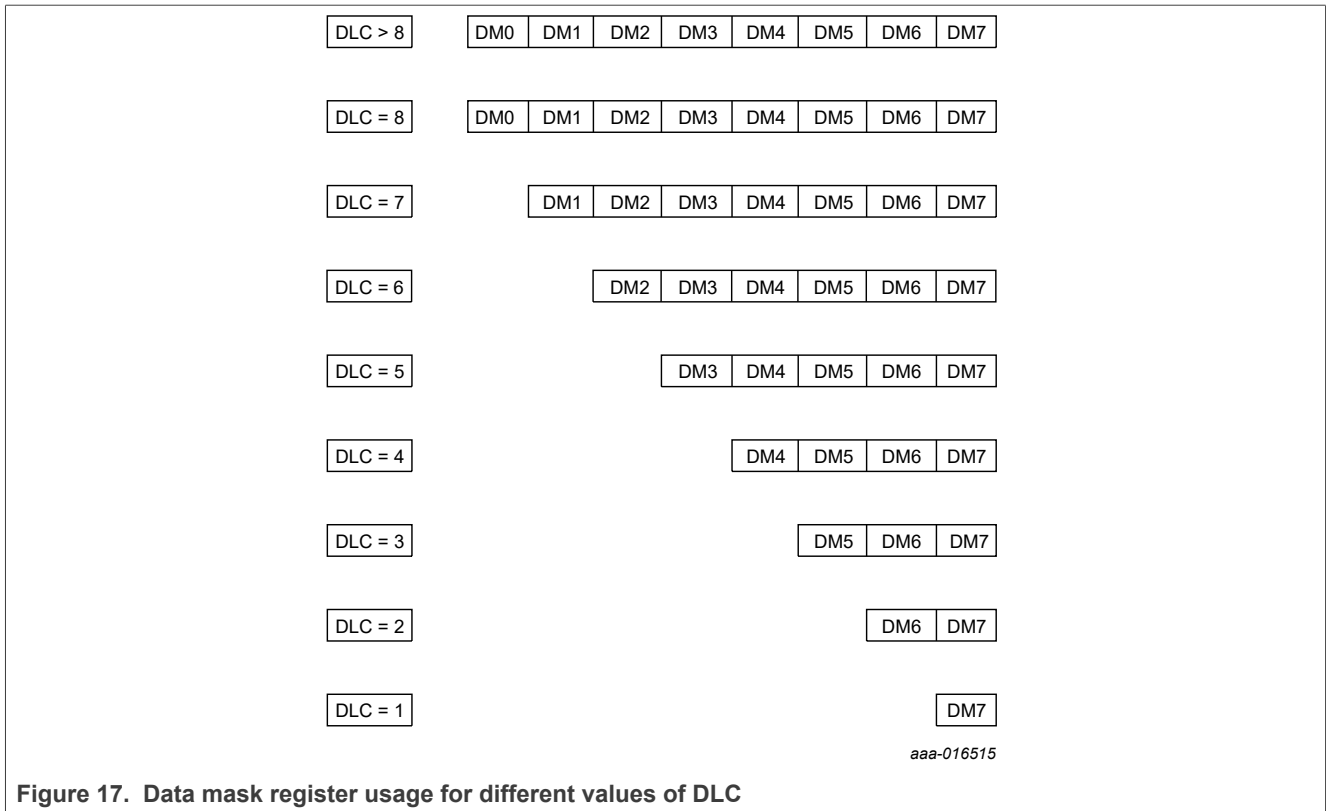 DLC > 8 DM0 DM1 DM2 DM3 DM4 DM5 DM6 DM7
DLC = 8 DM0 DM1 DM2 DM3 DM4 DM5 DM6 DM7
DLC = 7 DM1 DM2 DM3 DM4 DM5 DM6 DM7
DLC = 6 DM2 DM3 DM4 DM5 DM6 DM7
DLC = 5 DM3 DM4 DM5 DM6 DM7
DLC = 4 DM4 DM5 DM6 DM7
DLC = 3 DM5 DM6 DM7
DLC = 2 DM6 DM7
DLC = 1 DM7
aaa-016515
Figure 17. Data mask register usage for different values of DLC